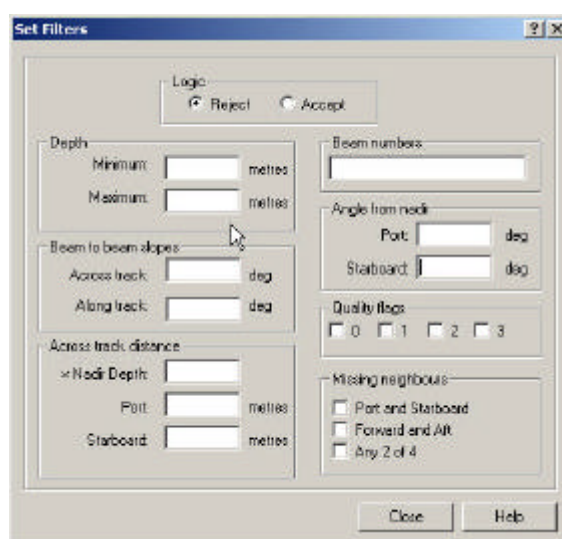 Set Filters
Logic
Reject Accept
Depth
Minimum: metres
Maximum: metres
Beam to beam slopes
Across track: deg
Along track: deg
Across track distance
× Nadir Depth:
Port: metres
Starboard: metres
Beam numbers
Angle from nadir
Port: deg
Starboard: deg
Quality flags
0 1 2 3
Missing neighbours
Port and Starboard
Forward and Aft
Any 2 of 4
Close Help